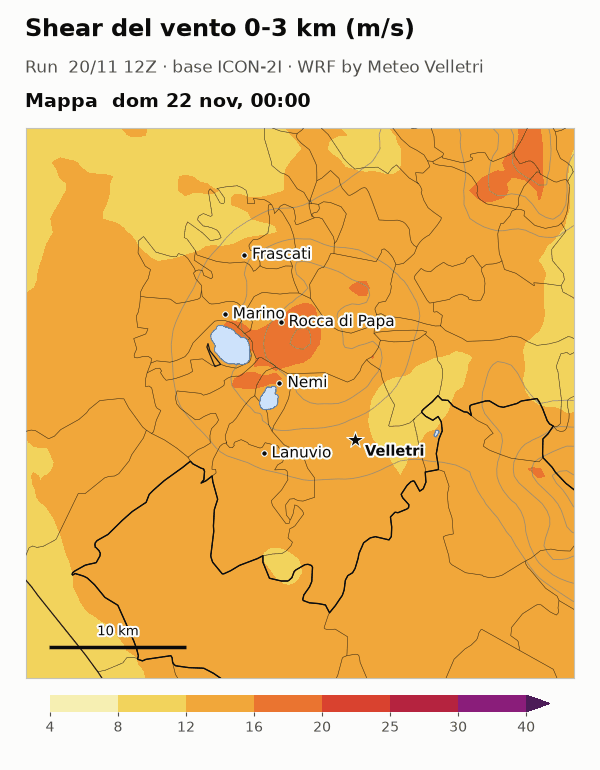 Shear del vento 0-3 km (m/s)
Run  20/11 12Z · base ICON-2I · WRF by Meteo Velletri
Mappa  dom 22 nov, 00:00
Frascati
Marino
Rocca di Papa
Nemi
Velletri
Lanuvio
10 km
4 8 12 16 20 25 30 40